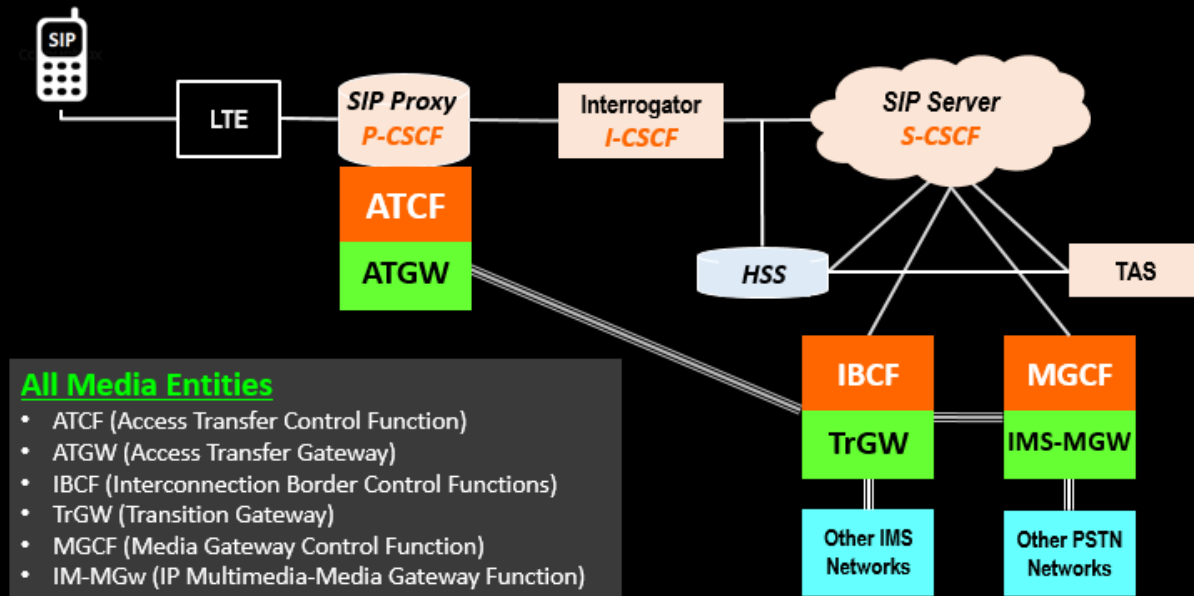 SIP
LTE
SIP Proxy
P-CSCF
Interrogator
I-CSCF
SIP Server
S-CSCF
ATCF
ATGW
HSS
TAS
IBCF
TrGW
MGCF
IMS-MGW
Other IMS
Networks
Other PSTN
Networks
All Media Entities
• ATCF (Access Transfer Control Function)
• ATGW (Access Transfer Gateway)
• IBCF (Interconnection Border Control Functions)
• TrGW (Transition Gateway)
• MGCF (Media Gateway Control Function)
• IM-MGw (IP Multimedia-Media Gateway Function)